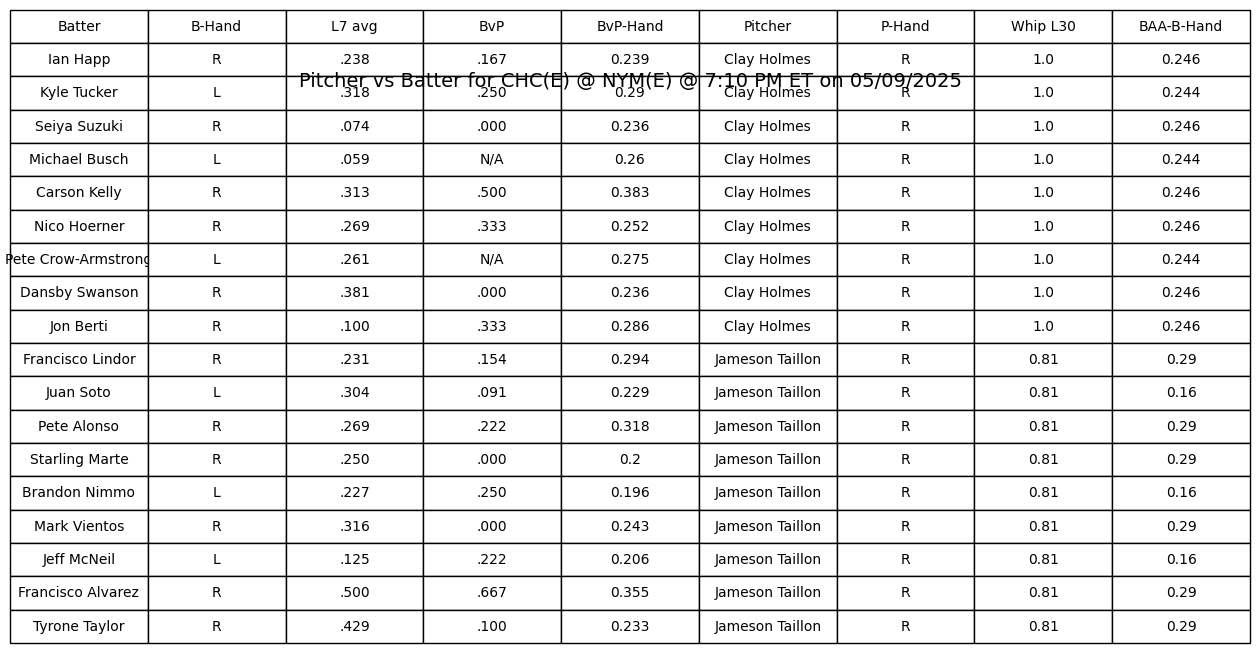 Batter B-Hand L7 avg BvP BvP-Hand Pitcher P-Hand Whip L30 BAA-B-Hand
Ian Happ R .238 .167 0.239 Clay Holmes R 1.0 0.246
Pitcher vs Batter for CHC(E) @ NYM(E) @ 7:10 PM ET on 05/09/2025
Kyle Tucker L .318 .250 0.29 Clay Holmes R 1.0 0.244
Seiya Suzuki R .074 .000 0.236 Clay Holmes R 1.0 0.246
Michael Busch L .059 N/A 0.26 Clay Holmes R 1.0 0.244
Carson Kelly R .313 .500 0.383 Clay Holmes R 1.0 0.246
Nico Hoerner R .269 .333 0.252 Clay Holmes R 1.0 0.246
Pete Crow-Armstrong L .261 N/A 0.275 Clay Holmes R 1.0 0.244
Dansby Swanson R .381 .000 0.236 Clay Holmes R 1.0 0.246
Jon Berti R .100 .333 0.286 Clay Holmes R 1.0 0.246
Francisco Lindor R .231 .154 0.294 Jameson Taillon R 0.81 0.29
Juan Soto L .304 .091 0.229 Jameson Taillon R 0.81 0.16
Pete Alonso R .269 .222 0.318 Jameson Taillon R 0.81 0.29
Starling Marte R .250 .000 0.2 Jameson Taillon R 0.81 0.29
Brandon Nimmo L .227 .250 0.196 Jameson Taillon R 0.81 0.16
Mark Vientos R .316 .000 0.243 Jameson Taillon R 0.81 0.29
Jeff McNeil L .125 .222 0.206 Jameson Taillon R 0.81 0.16
Francisco Alvarez R .500 .667 0.355 Jameson Taillon R 0.81 0.29
Tyrone Taylor R .429 .100 0.233 Jameson Taillon R 0.81 0.29